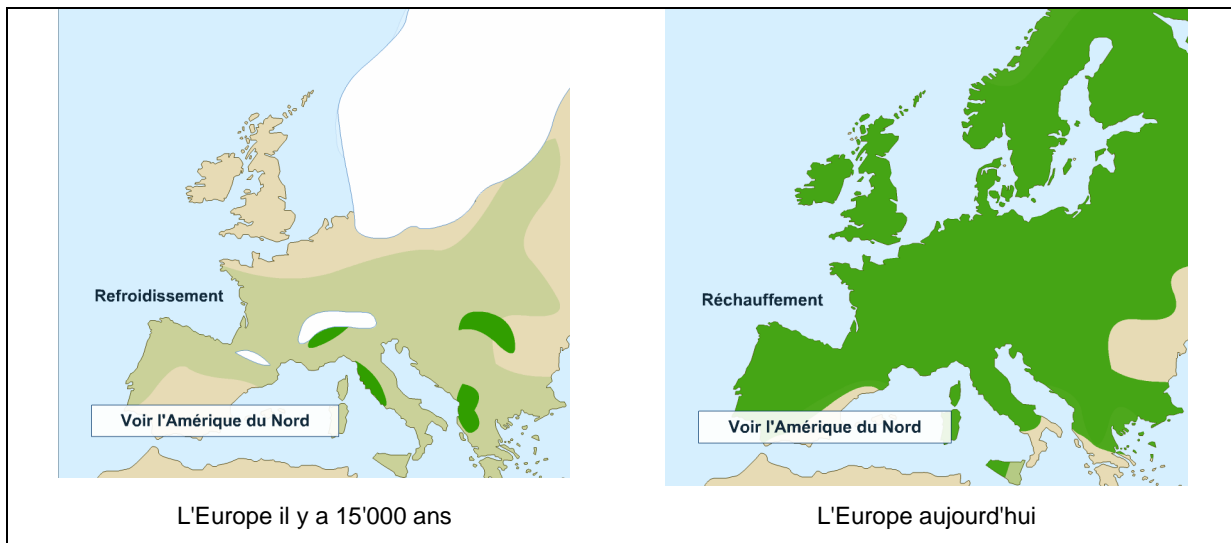 Refroidissement
Voir l'Amérique du Nord
L'Europe il y a 15'000 ans
Réchauffement
Voir l'Amérique du Nord
L'Europe aujourd'hui